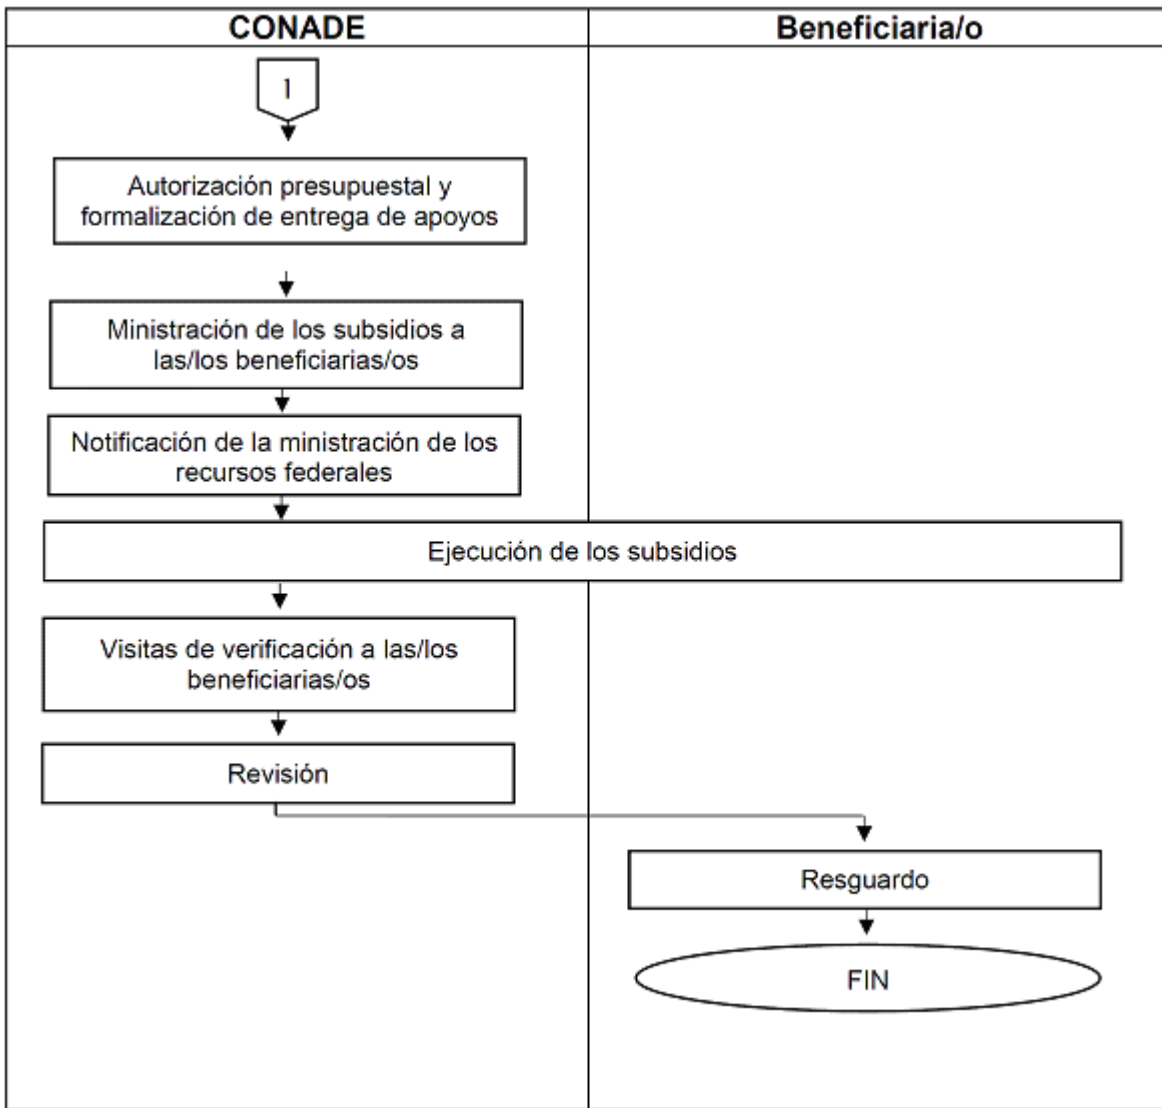 CONADE
Beneficiaria/o
1
Autorización presupuestal y
formalización de entrega de apoyos
Ministración de los subsidios a
las/los beneficiarias/os
Notificación de la ministración de los
recursos federales
Ejecución de los subsidios
Visitas de verificación a las/los
beneficiarias/os
Revisión
Resguardo
FIN